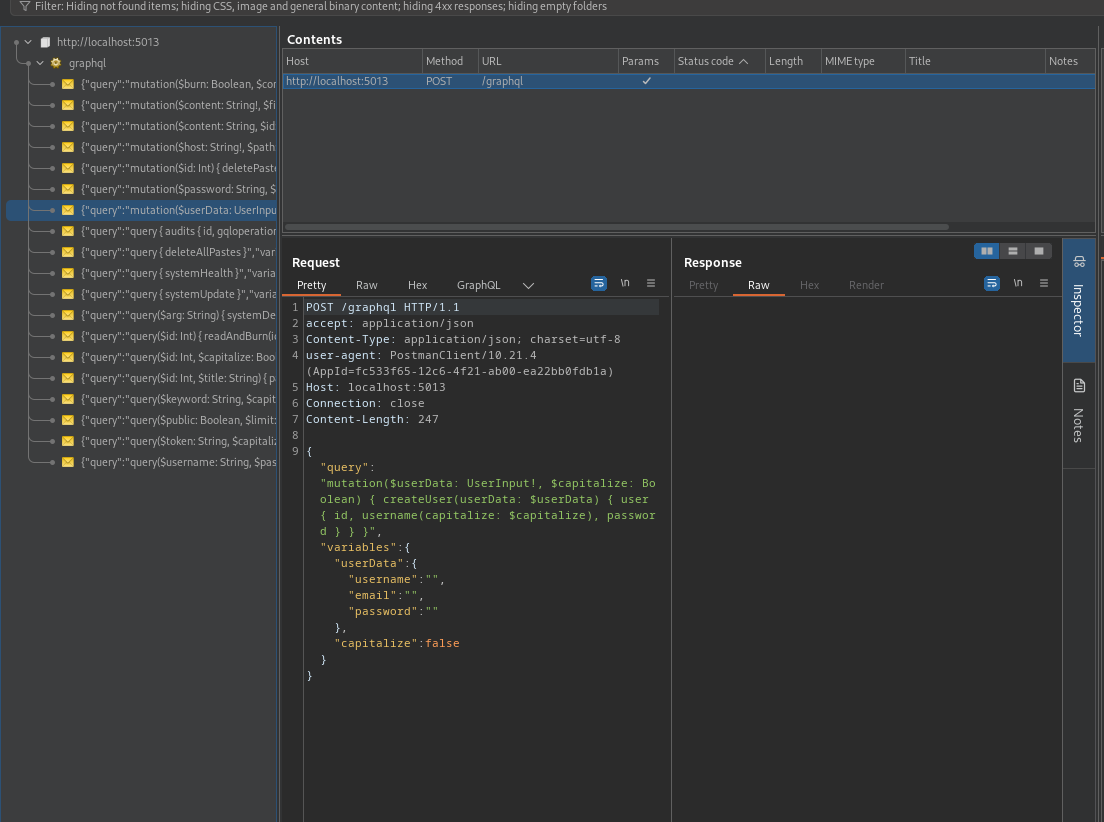 Filter: Hiding not found items; hiding CSS, image and general binary content; hiding 4xx responses; hiding empty folders
http://localhost:5013
graphql
{"query":"mutation($burn: Boolean, $con
{"query":"mutation($content: String!, $fi
{"query":"mutation($content: String, $id
{"query":"mutation($host: String!, $path
{"query":"mutation($id: Int) { deletePaste
{"query":"mutation($password: String, $
{"query":"mutation($userData: UserInpu
{"query":"query { audits { id, gqloperation
{"query":"query { deleteAllPastes }","var
{"query":"query { systemHealth }","varia
{"query":"query { systemUpdate }","varia
{"query":"query($arg: String) { systemDe
{"query":"query($id: Int) { readAndBurn(i
{"query":"query($id: Int, $capitalize: Boo
{"query":"query($id: Int, $title: String) { p
{"query":"query($keyword: String, $capit
{"query":"query($public: Boolean, $limit:
{"query":"query($token: String, $capitaliz
{"query":"query($username: String, $pas
Contents
Host Method URL Params Status code Length MIME type Title Notes
http://localhost:5013 POST /graphql ✓
Request
Pretty Raw Hex GraphQL \n
1 POST /graphql HTTP/1.1
2 accept: application/json
3 Content-Type: application/json; charset=utf-8
4 user-agent: PostmanClient/10.21.4
(AppId=fc533f65-12c6-4f21-ab00-ea22bb0fdb1a)
5 Host: localhost:5013
6 Connection: close
7 Content-Length: 247
8
9 {
"query":
"mutation($userData: UserInput!, $capitalize: Bo
olean) { createUser(userData: $userData) { user
{ id, username(capitalize: $capitalize), passwor
d } } }",
"variables":{
"userData":{
"username":"",
"email":"",
"password":""
},
"capitalize":false
}
}
Response
Pretty Raw Hex Render \n
Inspector
Notes